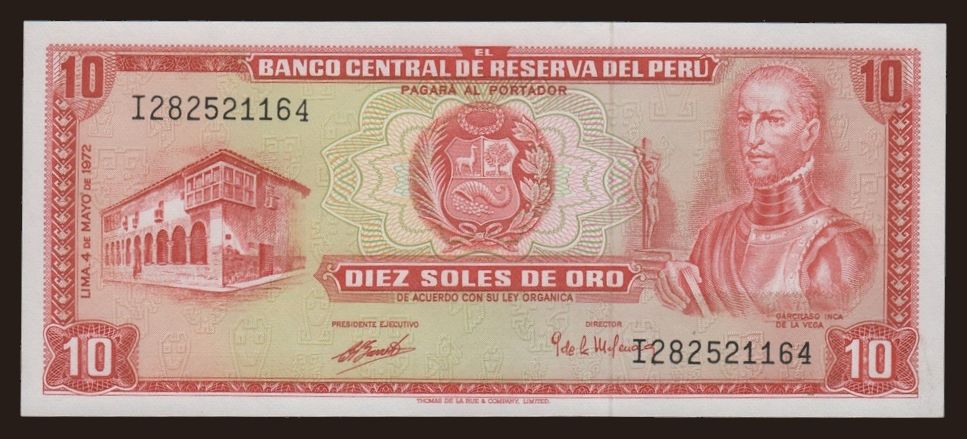 10
EL
BANCO CENTRAL DE RESERVA DEL PERÚ
10
PAGARÁ AL PORTADOR
I282521164
LIMA, 4 DE MAYO DE 1972
DIEZ SOLES DE ORO
DE ACUERDO CON SU LEY ORGANICA
GARCILASO INCA
DE LA VEGA
PRESIDENTE EJECUTIVO
DIRECTOR
I282521164
10
10
THOMAS DE LA RUE & COMPANY, LIMITED.